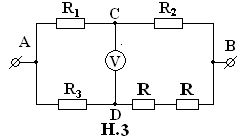 R₁ C R₂
A B
V
R₃ R R
D
Н.3